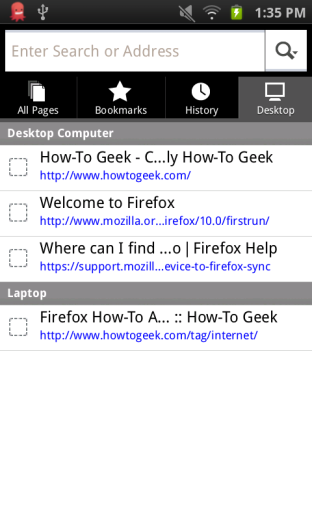 1:35 PM
Enter Search or Address
All Pages
Bookmarks
History
Desktop
Desktop Computer
How-To Geek - C...ly How-To Geek
http://www.howtogeek.com/
Welcome to Firefox
http://www.mozilla.or...irefox/10.0/firstrun/
Where can I find ...o | Firefox Help
https://support.mozill...evice-to-firefox-sync
Laptop
Firefox How-To A... :: How-To Geek
http://www.howtogeek.com/tag/internet/